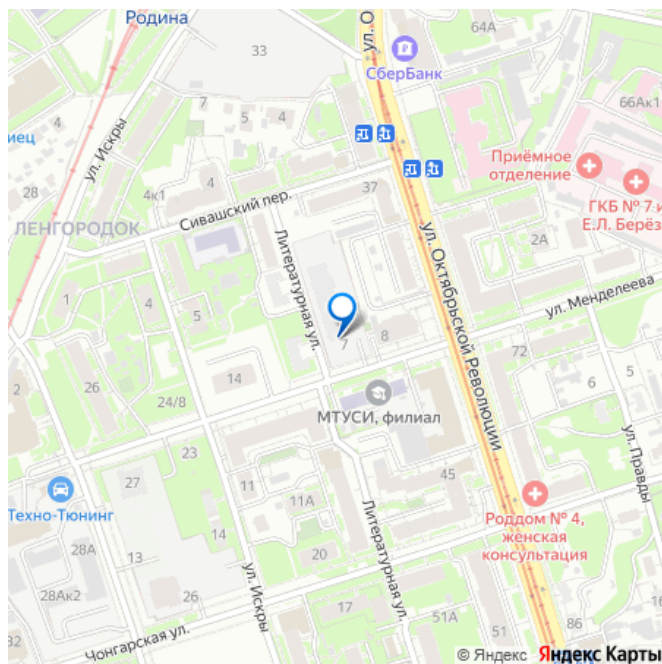 Родина
33
64А
ул. О
СберБанк
66Ак1
7
5
4
4
иец
28
ул. Искры
4к1
4
37
Приёмное
отделение
ГКБ № 7 и
Е.Л. Берёз
Сивашский пер.
ЛЕНГОРОДОК
2А
ул. Октябрьской Революции
Литературная ул.
ул. Менделеева
1
4
5
7
8
72
2
26
14
6
5
24/8
МТУСИ, филиал
ул. Правды
23
27
11
11А
45
Техно-Тюнинг
Роддом № 4,
женская
консультация
14
28А
13
20
Литературная ул.
28Ак2
26
ул. Искры
17
51А
51
86
32
Чонгарская ул.
© Яндекс Яндекс Карты